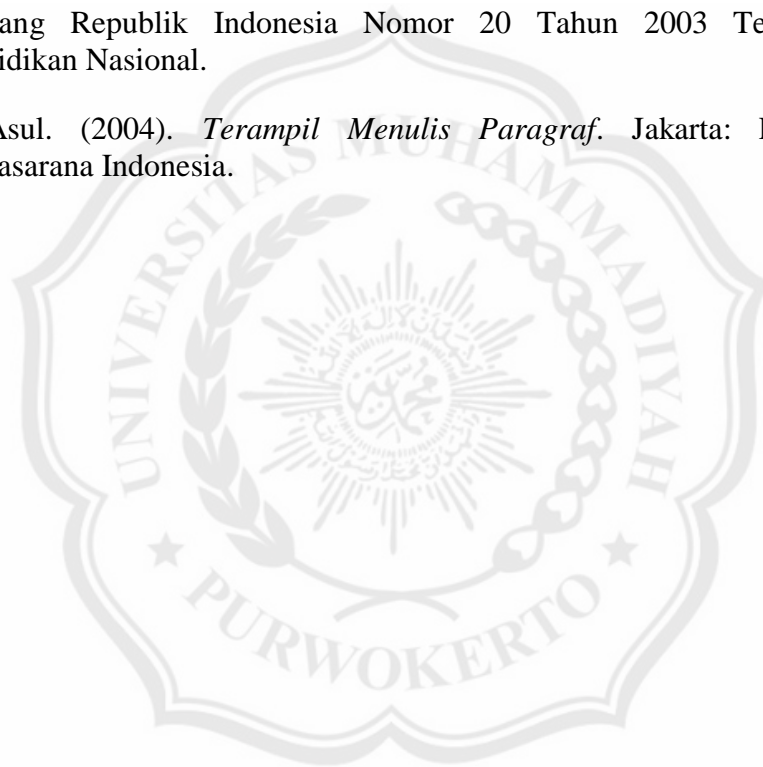 ang Republik Indonesia Nomor 20 Tahun 2003 Te
idikan Nasional.
Asul. (2004). Terampil Menulis Paragraf. Jakarta:
asarana Indonesia.
UNIVERSITAS MUHAMMADIYAH
PURWOKERTO